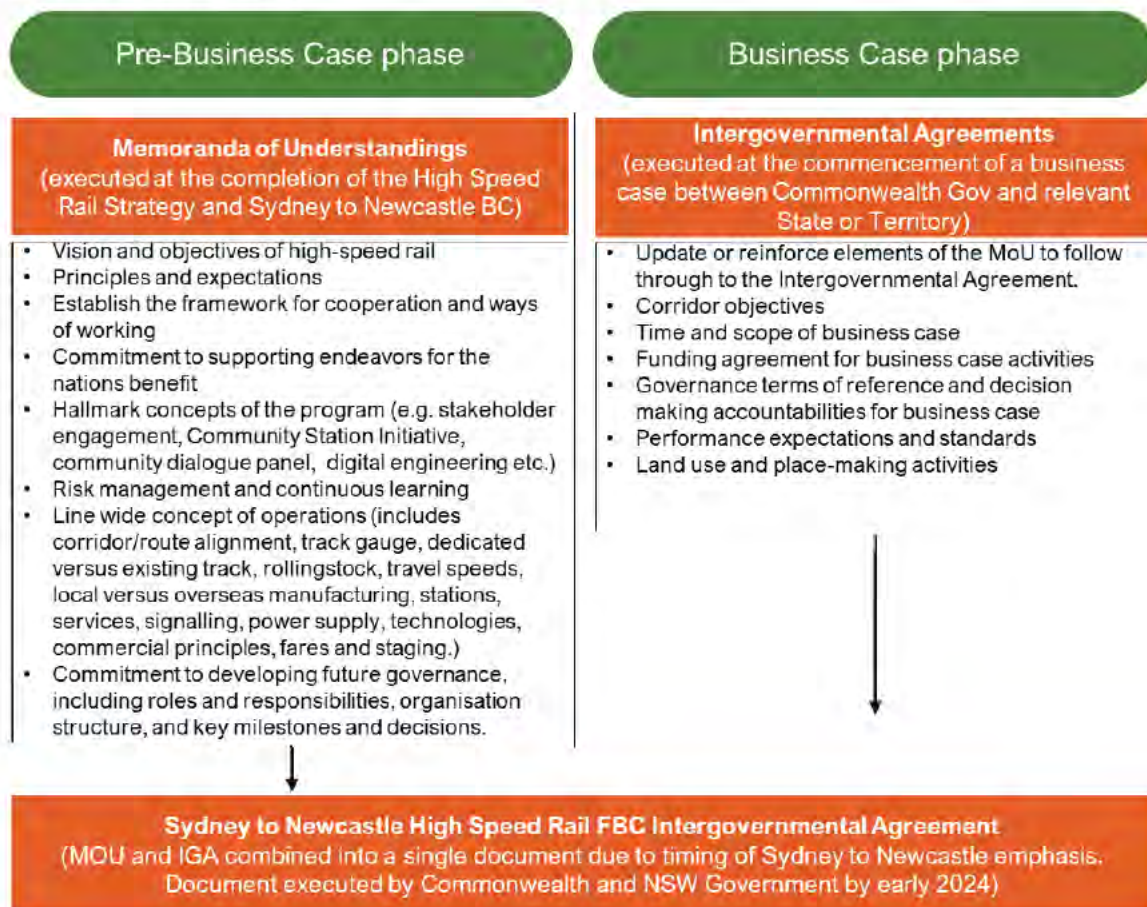 Pre-Business Case phase
Memoranda of Understandings
(executed at the completion of the High Speed
Rail Strategy and Sydney to Newcastle BC)
• Vision and objectives of high-speed rail
• Principles and expectations
• Establish the framework for cooperation and ways
of working
• Commitment to supporting endeavors for the
nations benefit
• Hallmark concepts of the program (e.g. stakeholder
engagement, Community Station Initiative,
community dialogue panel, digital engineering etc.)
• Risk management and continuous learning
• Line wide concept of operations (includes
corridor/route alignment, track gauge, dedicated
versus existing track, rollingstock, travel speeds,
local versus overseas manufacturing, stations,
services, signalling, power supply, technologies,
commercial principles, fares and staging.)
• Commitment to developing future governance,
including roles and responsibilities, organisation
structure, and key milestones and decisions.
Business Case phase
Intergovernmental Agreements
(executed at the commencement of a business
case between Commonwealth Gov and relevant
State or Territory)
• Update or reinforce elements of the MoU to follow
through to the Intergovernmental Agreement.
• Corridor objectives
• Time and scope of business case
• Funding agreement for business case activities
• Governance terms of reference and decision
making accountabilities for business case
• Performance expectations and standards
• Land use and place-making activities
Sydney to Newcastle High Speed Rail FBC Intergovernmental Agreement
(MOU and IGA combined into a single document due to timing of Sydney to Newcastle emphasis.
Document executed by Commonwealth and NSW Government by early 2024)